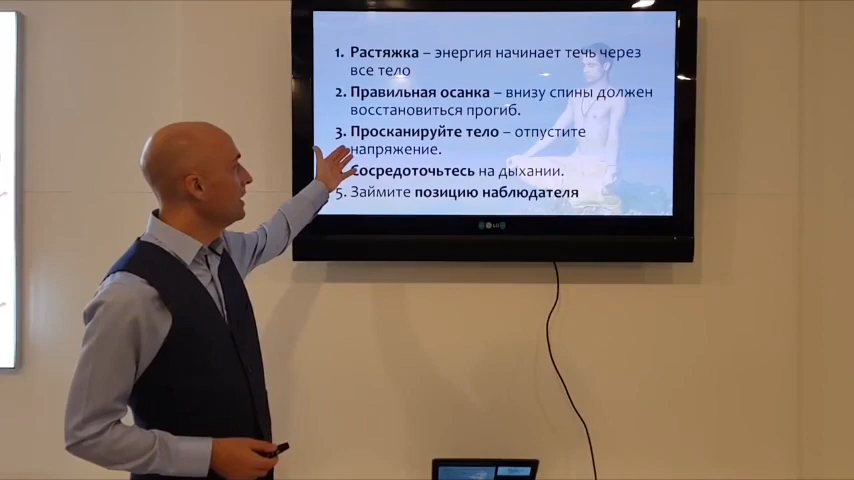 1. Растяжка – энергия начинает течь через
все тело
2. Правильная осанка – внизу спины должен
восстановиться прогиб.
3. Просканируйте тело – отпустите
напряжение.
Сосредоточьтесь на дыхании.
5. Займите позицию наблюдателя
LG